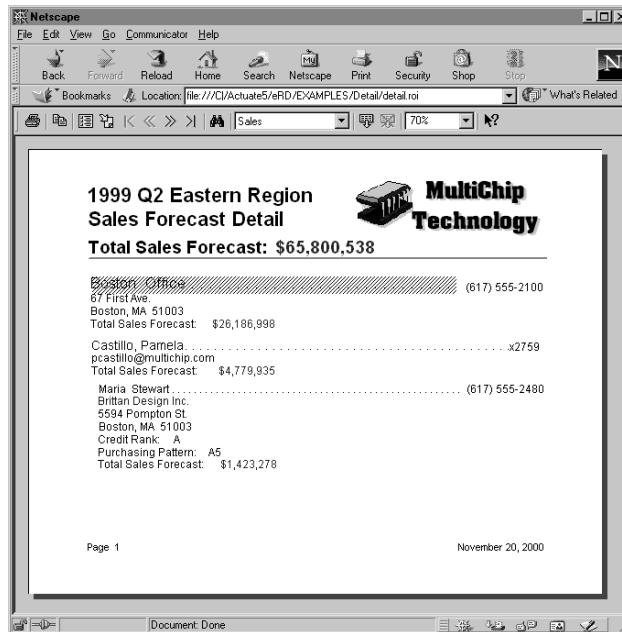 Netscape
File Edit View Go Communicator Help
Back Forward Reload Home Search Netscape Print Security Shop Stop
My
N
Bookmarks Location: file:///C|/Actuate5/eRD/EXAMPLES/Detail/detail.roi What's Related
Sales 70%
1999 Q2 Eastern Region
Sales Forecast Detail
MultiChip
Technology
Total Sales Forecast: $65,800,538
Boston Office (617) 555-2100
67 First Ave.
Boston, MA 51003
Total Sales Forecast: $26,186,998
Castillo, Pamela x2759
pcastillo@multichip.com
Total Sales Forecast: $4,779,935
Maria Stewart (617) 555-2480
Brittan Design Inc.
5594 Pompton St.
Boston, MA 51003
Credit Rank: A
Purchasing Pattern: A5
Total Sales Forecast: $1,423,278
Page 1 November 20, 2000
Document: Done